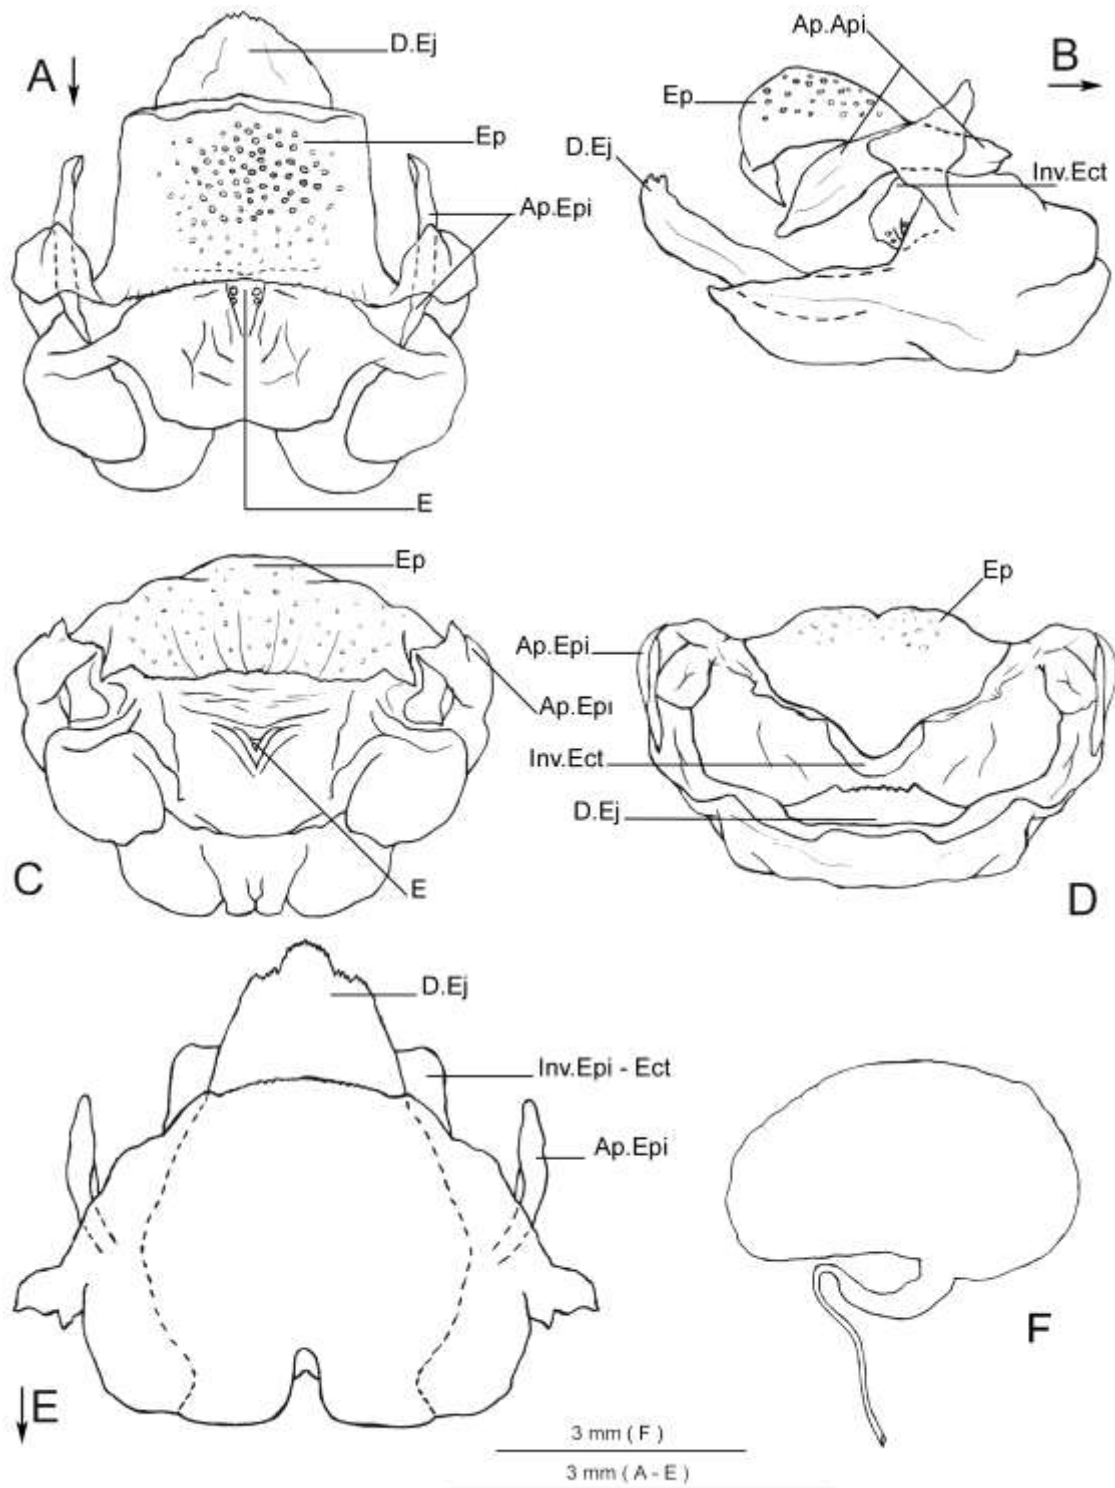 A
D.Ej
Ep
Ap.Epi
E
B
Ap.Api
Ep
D.Ej
Inv.Ect
C
Ep
Ap.Epı
E
D
Ep
Ap.Epi
Inv.Ect
D.Ej
E
D.Ej
Inv.Epi - Ect
Ap.Epi
F
3 mm ( F )
3 mm ( A - E )